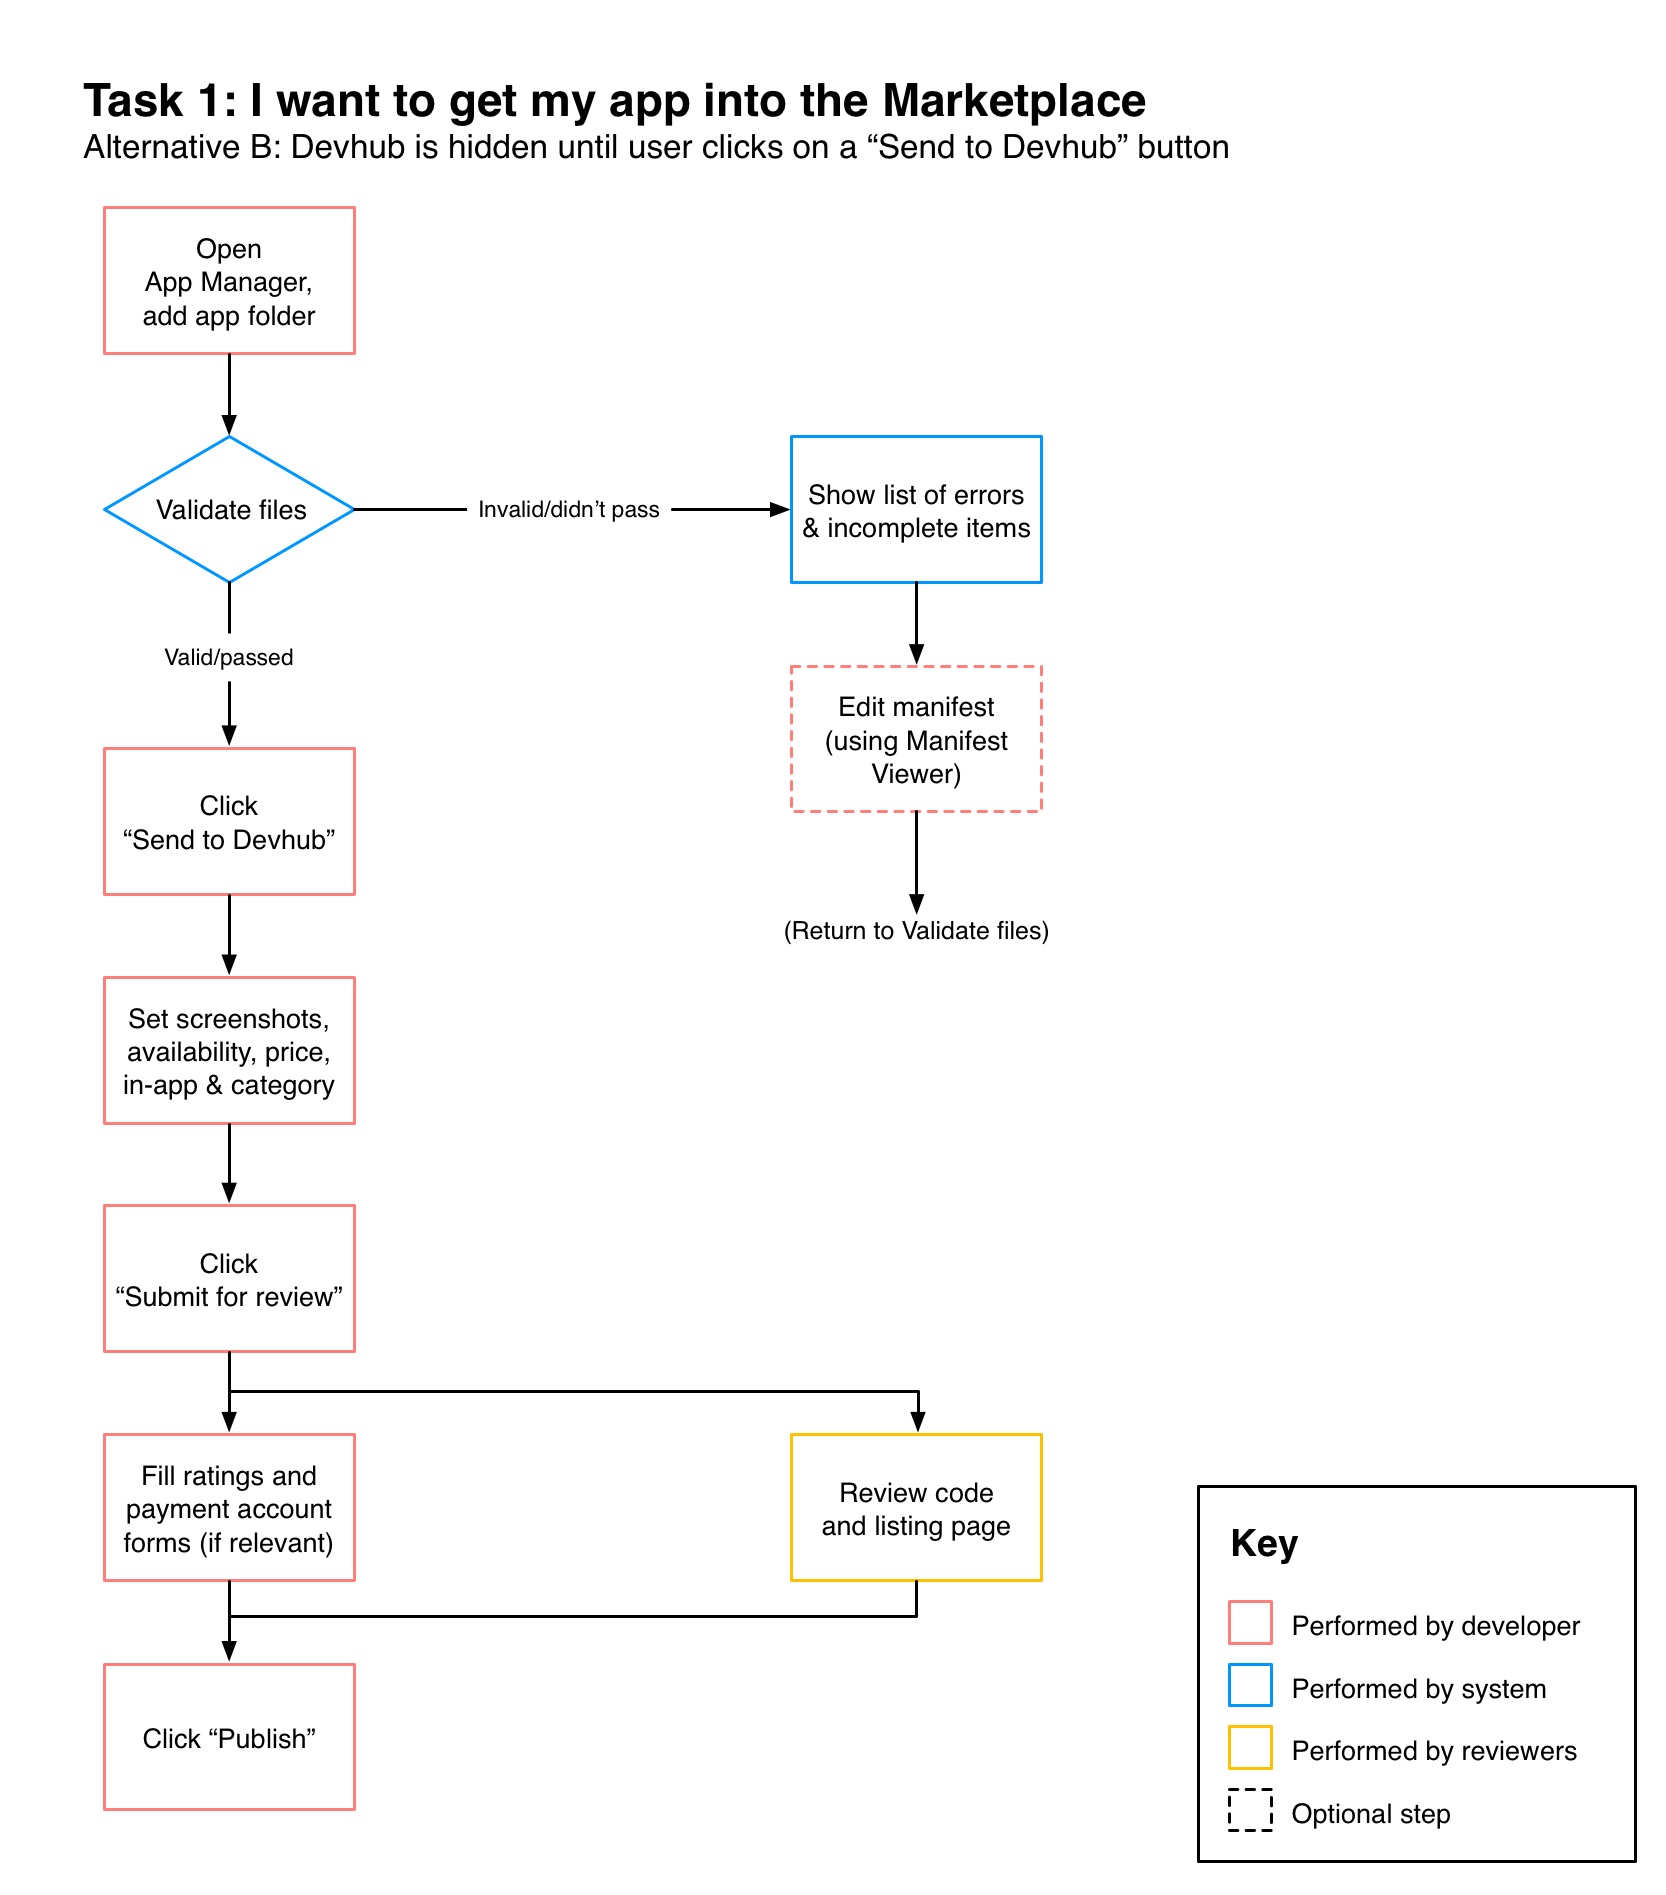 Task 1: I want to get my app into the Marketplace
Alternative B: Devhub is hidden until user clicks on a “Send to Devhub” button
Open
App Manager,
add app folder
Validate files
Invalid/didn’t pass
Show list of errors
& incomplete items
Valid/passed
Edit manifest
(using Manifest
Viewer)
(Return to Validate files)
Click
“Send to Devhub”
Set screenshots,
availability, price,
in-app & category
Click
“Submit for review”
Fill ratings and
payment account
forms (if relevant)
Review code
and listing page
Click “Publish”
Key
Performed by developer
Performed by system
Performed by reviewers
Optional step